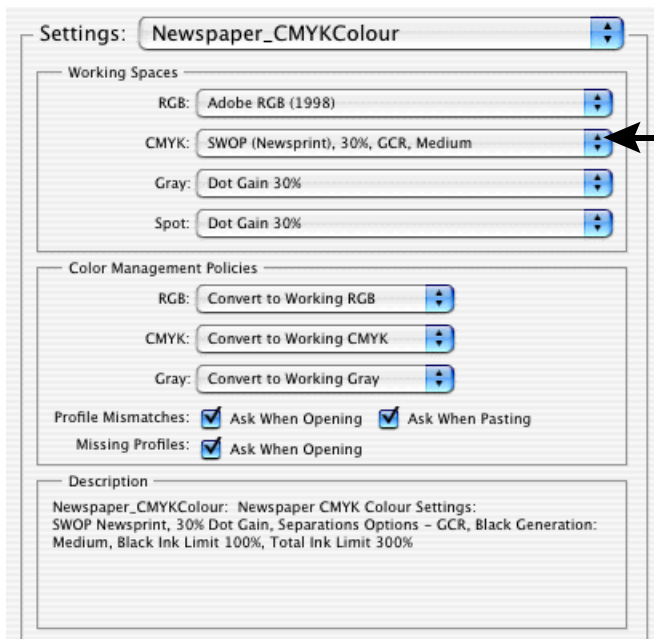 Settings: Newspaper_CMYKColour
Working Spaces
RGB: Adobe RGB (1998)
CMYK: SWOP (Newsprint), 30%, GCR, Medium
Gray: Dot Gain 30%
Spot: Dot Gain 30%
Color Management Policies
RGB: Convert to Working RGB
CMYK: Convert to Working CMYK
Gray: Convert to Working Gray
Profile Mismatches: Ask When Opening Ask When Pasting
Missing Profiles: Ask When Opening
Description
Newspaper_CMYKColour: Newspaper CMYK Colour Settings:
SWOP Newsprint, 30% Dot Gain, Separations Options – GCR, Black Generation:
Medium, Black Ink Limit 100%, Total Ink Limit 300%